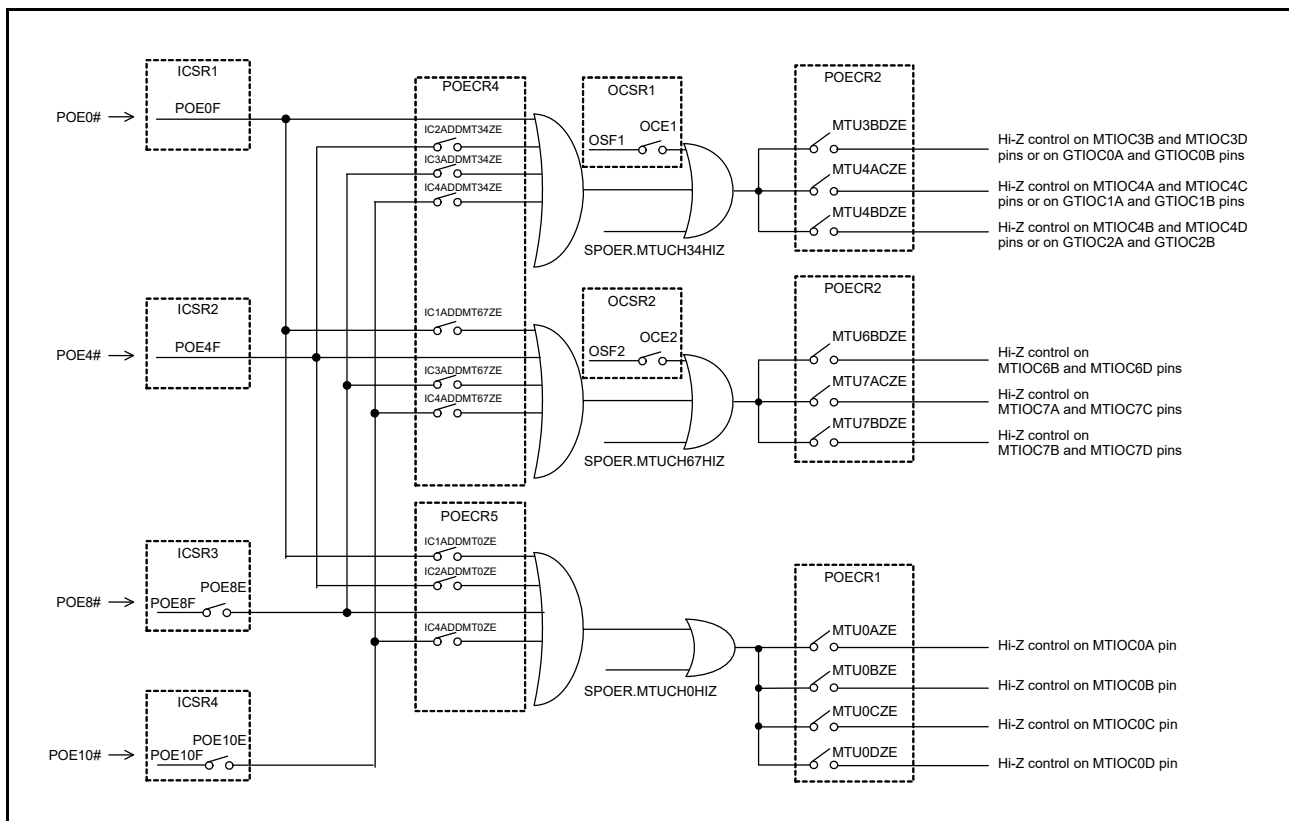 ICSR1
POE0#
POE0F
ICSR2
POE4#
POE4F
ICSR3
POE8#
POE8F
POE8E
ICSR4
POE10#
POE10F
POE10E
POECR4
IC2ADDMT34ZE
IC3ADDMT34ZE
IC4ADDMT34ZE
IC1ADDMT67ZE
IC3ADDMT67ZE
IC4ADDMT67ZE
POECR5
IC1ADDMT0ZE
IC2ADDMT0ZE
IC4ADDMT0ZE
OCSR1
OSF1
OCE1
SPOER.MTUCH34HIZ
OCSR2
OSF2
OCE2
SPOER.MTUCH67HIZ
SPOER.MTUCH0HIZ
POECR2
MTU3BDZE
MTU4ACZE
MTU4BDZE
Hi-Z control on MTIOC3B and MTIOC3D
pins or on GTIOC0A and GTIOC0B pins
Hi-Z control on MTIOC4A and MTIOC4C
pins or on GTIOC1A and GTIOC1B pins
Hi-Z control on MTIOC4B and MTIOC4D
pins or on GTIOC2A and GTIOC2B
POECR2
MTU6BDZE
MTU7ACZE
MTU7BDZE
Hi-Z control on
MTIOC6B and MTIOC6D pins
Hi-Z control on
MTIOC7A and MTIOC7C pins
Hi-Z control on
MTIOC7B and MTIOC7D pins
POECR1
MTU0AZE
MTU0BZE
MTU0CZE
MTU0DZE
Hi-Z control on MTIOC0A pin
Hi-Z control on MTIOC0B pin
Hi-Z control on MTIOC0C pin
Hi-Z control on MTIOC0D pin